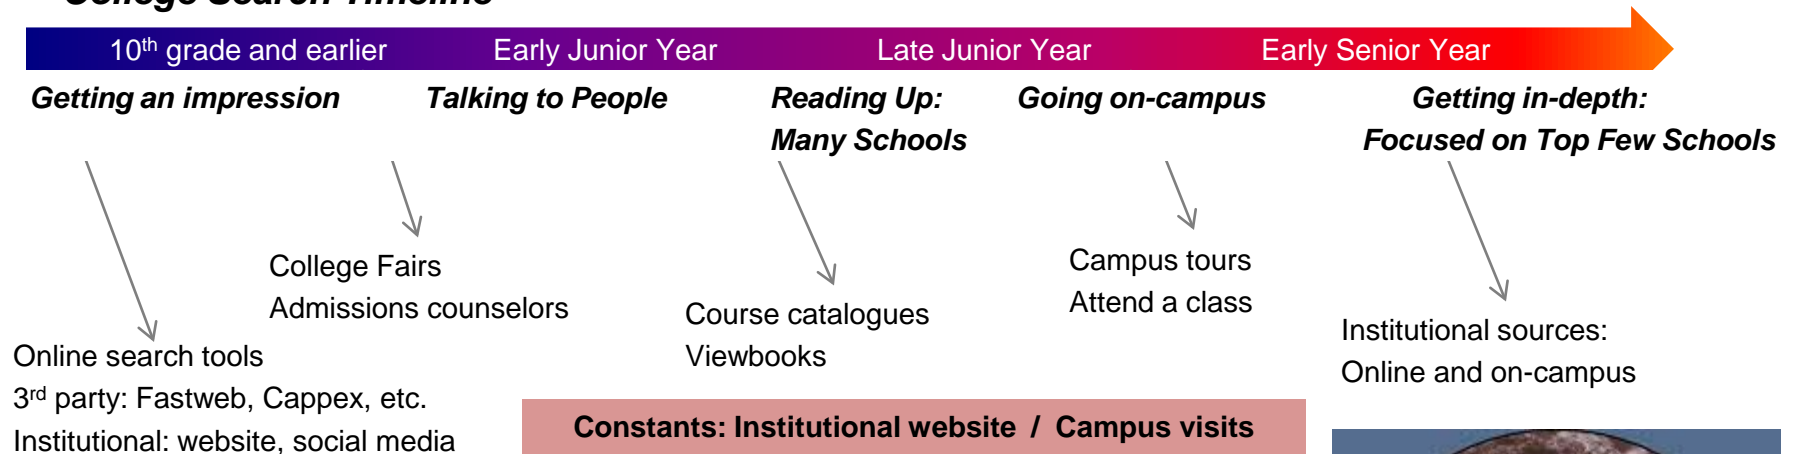 College Search Timeline
10th grade and earlier Early Junior Year Late Junior Year Early Senior Year
Getting an impression Talking to People Reading Up: Going on-campus Getting in-depth:
Many Schools Focused on Top Few Schools
College Fairs
Admissions counselors
Campus tours
Attend a class
Course catalogues
Viewbooks
Institutional sources:
Online and on-campus
Online search tools
3rd party: Fastweb, Cappex, etc.
Institutional: website, social media
Constants: Institutional website / Campus visits